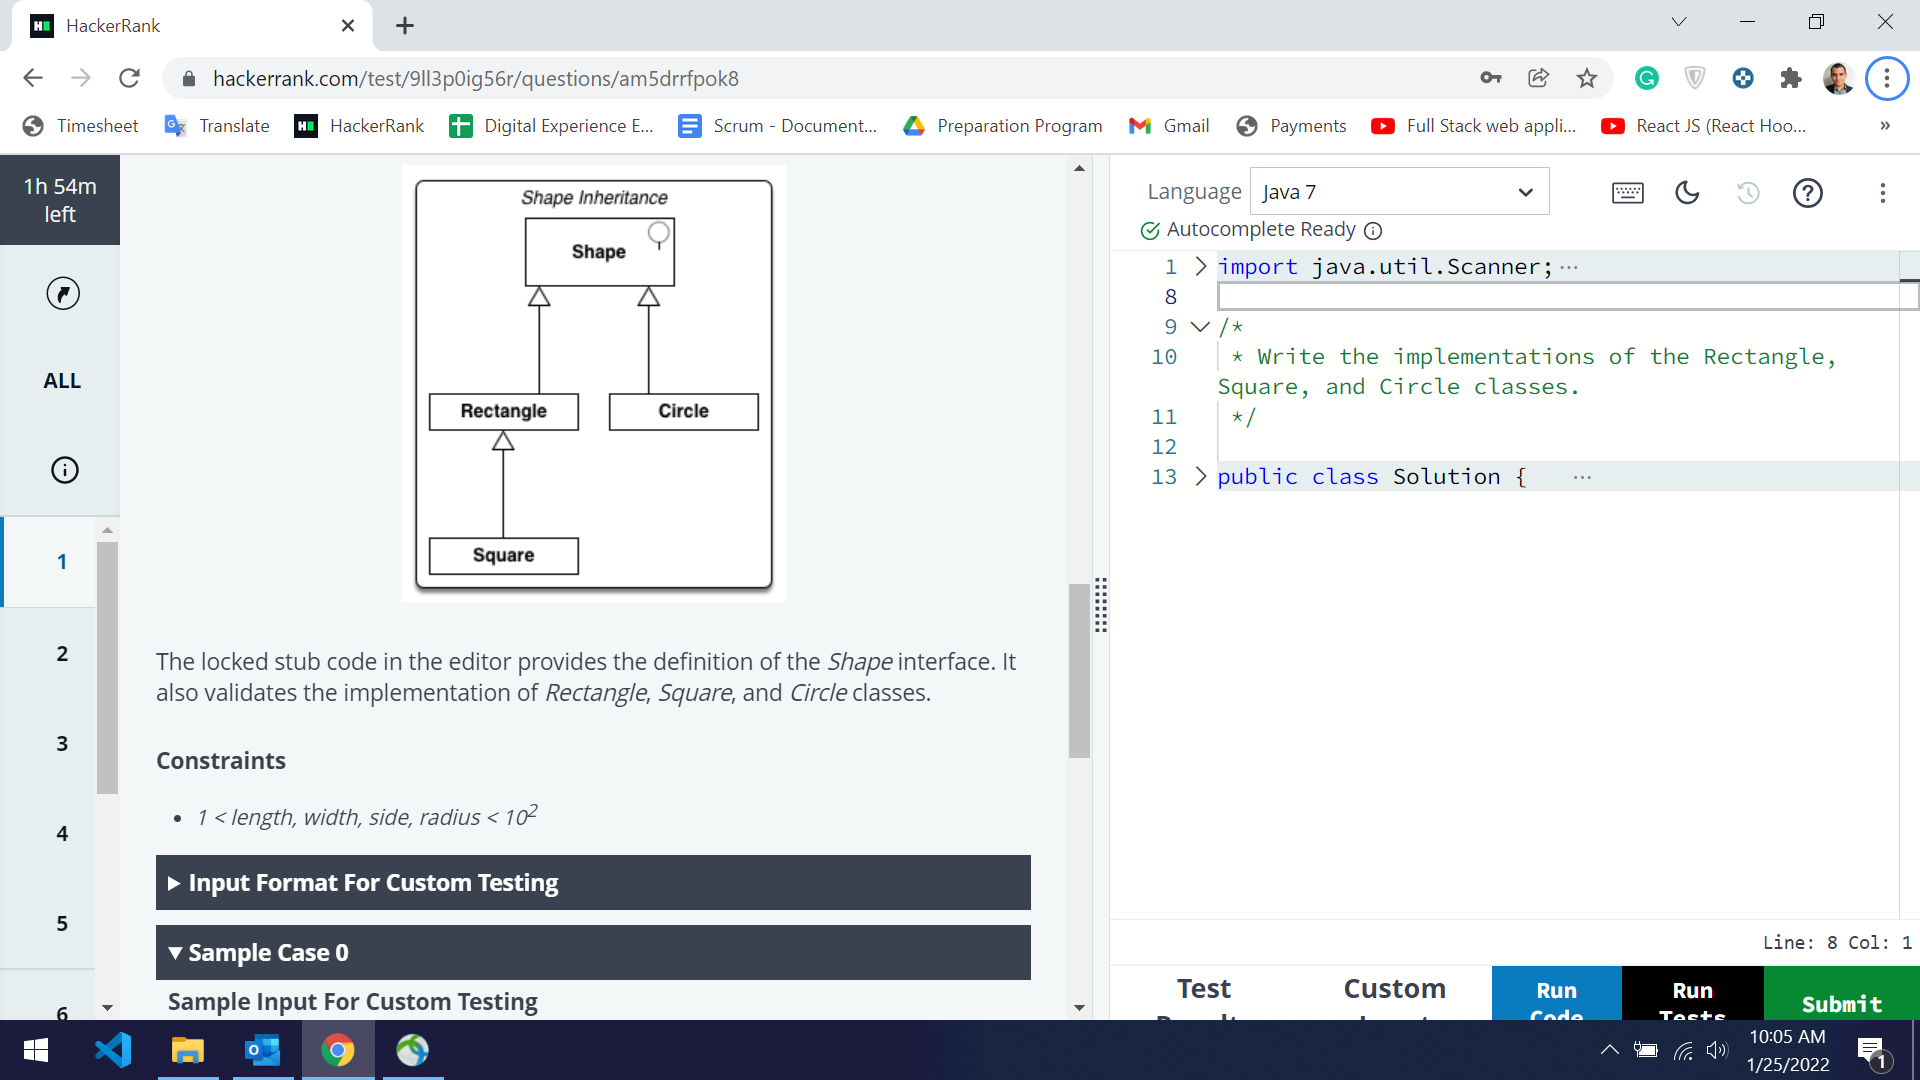 HackerRank
hackerrank.com/test/9ll3p0ig56r/questions/am5drrfpok8
Timesheet
Translate
HackerRank
Digital Experience E...
Scrum - Document...
Preparation Program
Gmail
Payments
Full Stack web appli...
React JS (React Hoo...
»
1h 54m
left
ALL
1
2
3
4
5
6
Shape Inheritance
Shape
Rectangle
Circle
Square
The locked stub code in the editor provides the definition of the Shape interface. It
also validates the implementation of Rectangle, Square, and Circle classes.
Constraints
• 1 < length, width, side, radius < 10²
Input Format For Custom Testing
Sample Case 0
Sample Input For Custom Testing
Language
Java 7
Autocomplete Ready
1 import java.util.Scanner;···
8
9 /*
10 * Write the implementations of the Rectangle,
Square, and Circle classes.
11 */
12
13 public class Solution { ···
Line: 8 Col: 1
Test
Custom
Run
Code
Run
Tests
Submit
10:05 AM
1/25/2022
1